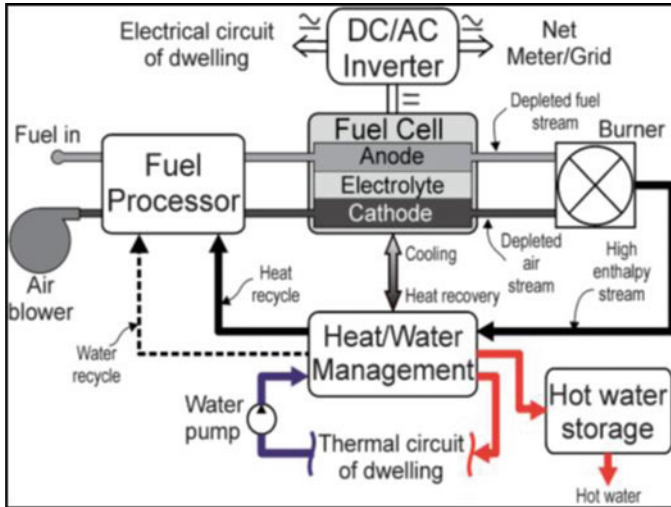 Electrical circuit
of dwelling
DC/AC
Inverter
Net
Meter/Grid
Depleted fuel
stream
Burner
Fuel in
Fuel
Processor
Fuel Cell
Anode
Electrolyte
Cathode
Air
blower
Heat
recycle
Cooling
Heat recovery
Depleted
air stream
High
enthalpy
stream
Water
recycle
Heat/Water
Management
Water
pump
Thermal circuit
of dwelling
Hot water
storage
Hot water